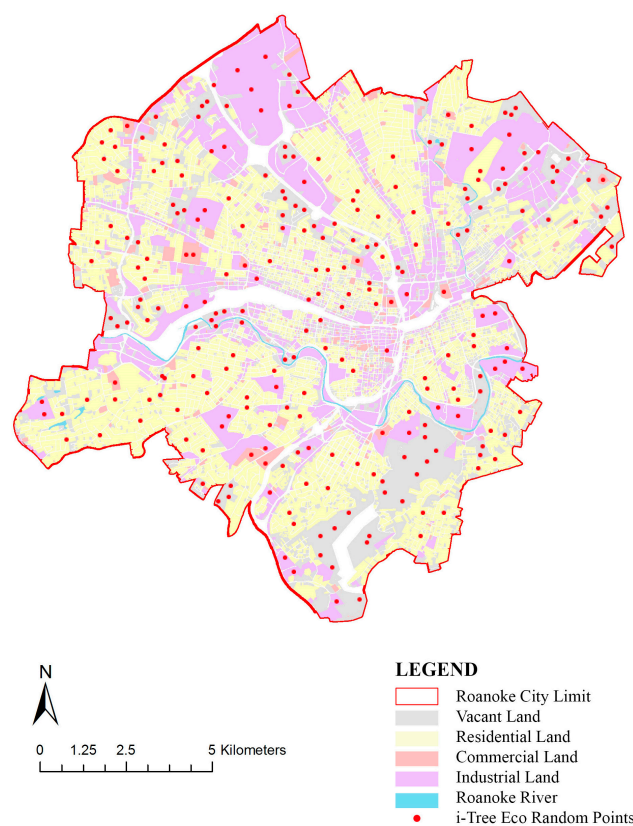 N
0 1.25 2.5 5 Kilometers
LEGEND
Roanoke City Limit
Vacant Land
Residential Land
Commercial Land
Industrial Land
Roanoke River
i-Tree Eco Random Points